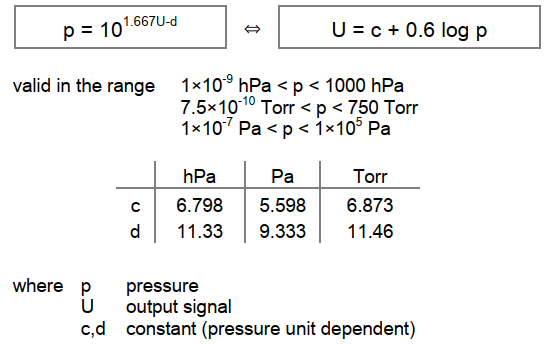 p = 10^1.667U-d ⇔ U = c + 0.6 log p
valid in the range 1×10^-9 hPa < p < 1000 hPa
7.5×10^-10 Torr < p < 750 Torr
1×10^-7 Pa < p < 1×10^5 Pa
hPa Pa Torr
c 6.798 5.598 6.873
d 11.33 9.333 11.46
where p pressure
U output signal
c,d constant (pressure unit dependent)